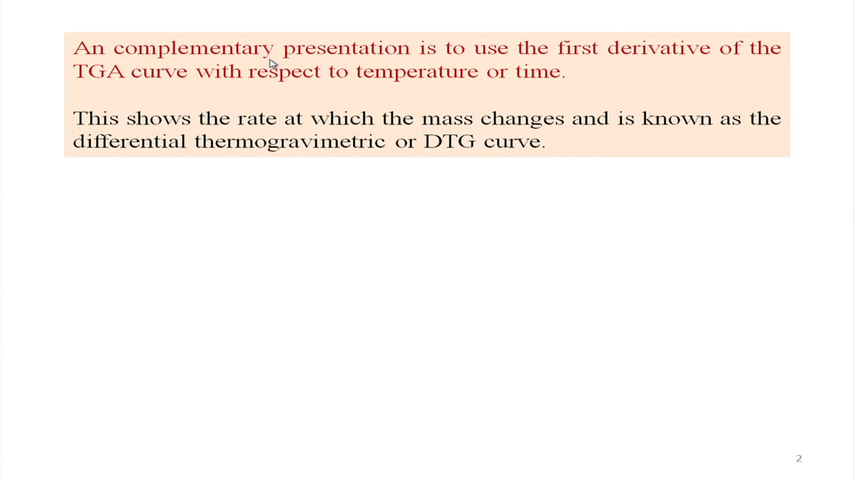 An complementary presentation is to use the first derivative of the
TGA curve with respect to temperature or time.
This shows the rate at which the mass changes and is known as the
differential thermogravimetric or DTG curve.
2